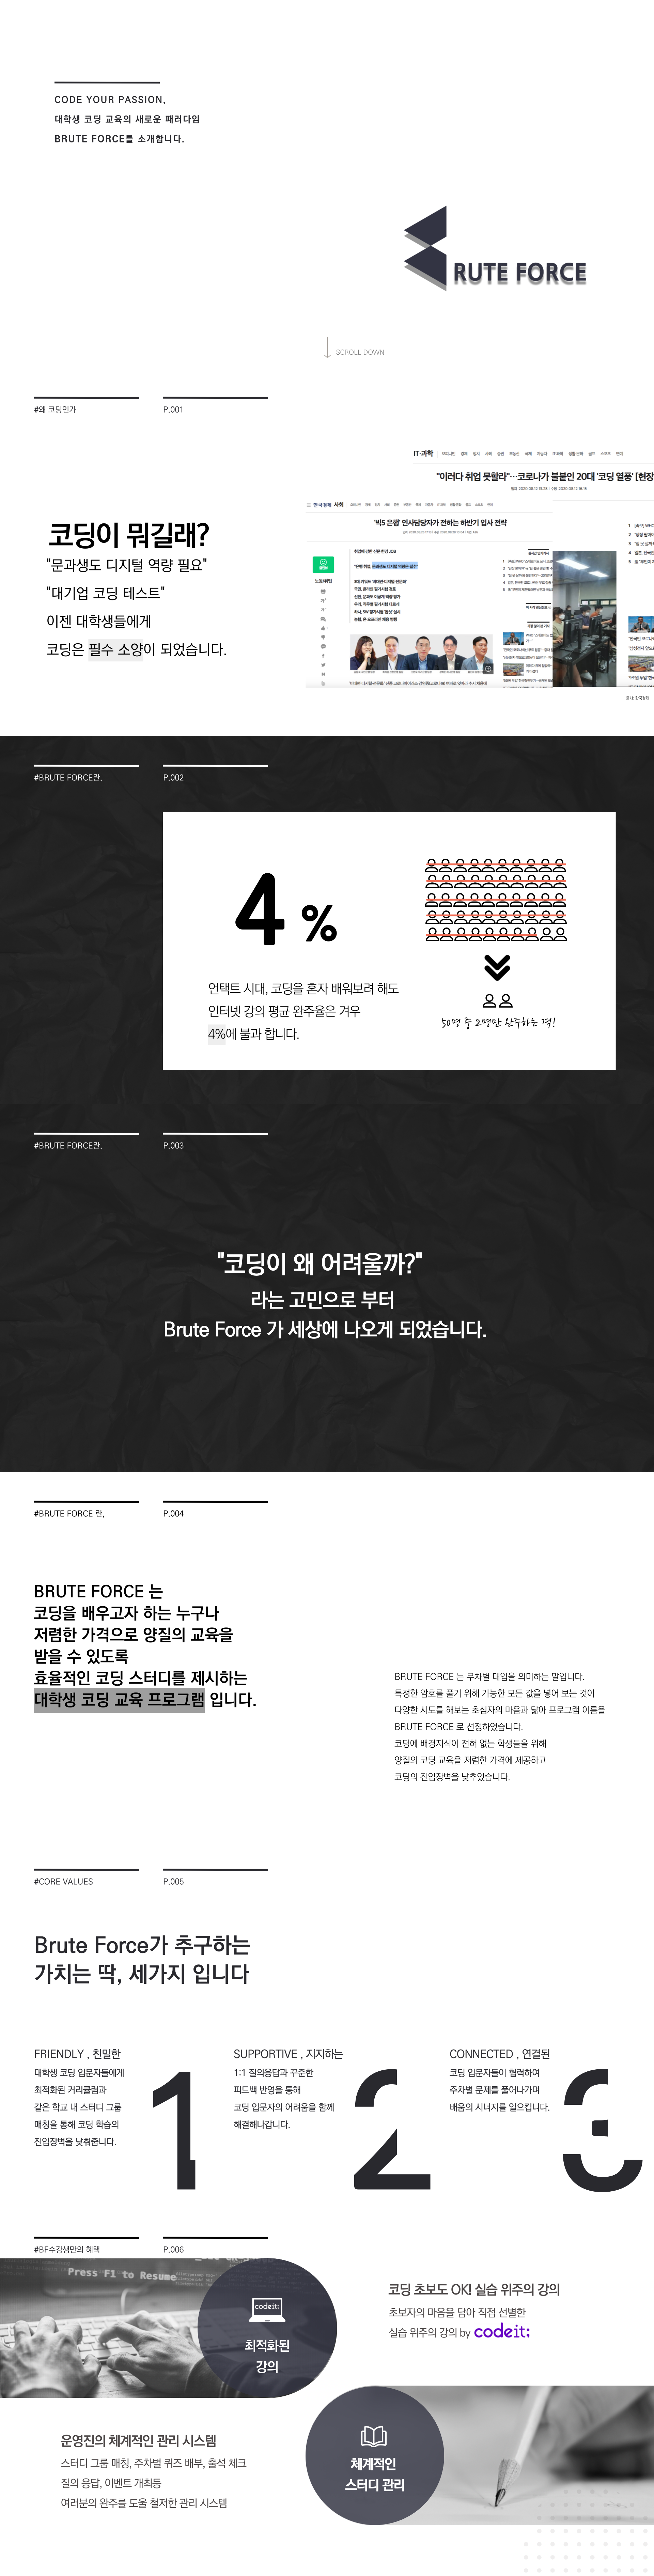 CODE YOUR PASSION,
대학생 코딩 교육의 새로운 패러다임
BRUTE FORCE를 소개합니다.
RUTE FORCE
SCROLL DOWN
#왜 코딩인가
P.001
코딩이 뭐길래?
"문과생도 디지털 역량 필요"
"대기업 코딩 테스트"
이젠 대학생들에게
코딩은 필수 소양이 되었습니다.
IT·과학
"이러다 취업 못할라"…코로나가 불붙인 20대 '코딩 열풍' [현장
한국경제 사회
'빅5 은행' 인사담당자가 전하는 하반기 입사 전략
노동/취업
취업에 강한 신문 한경 JOB
#BRUTE FORCE란,
P.002
4 %
언택트 시대, 코딩을 혼자 배워보려 해도
인터넷 강의 평균 완주율은 겨우
4%에 불과 합니다.
50명 중 2명만 완주하는 격!
#BRUTE FORCE란,
P.003
"코딩이 왜 어려울까?"
라는 고민으로 부터
Brute Force 가 세상에 나오게 되었습니다.
#BRUTE FORCE 란,
P.004
BRUTE FORCE 는
코딩을 배우고자 하는 누구나
저렴한 가격으로 양질의 교육을
받을 수 있도록
효율적인 코딩 스터디를 제시하는
대학생 코딩 교육 프로그램 입니다.
BRUTE FORCE 는 무차별 대입을 의미하는 말입니다.
특정한 암호를 풀기 위해 가능한 모든 값을 넣어 보는 것이
다양한 시도를 해보는 초심자의 마음과 닮아 프로그램 이름을
BRUTE FORCE 로 선정하였습니다.
코딩에 배경지식이 전혀 없는 학생들을 위해
양질의 코딩 교육을 저렴한 가격에 제공하고
코딩의 진입장벽을 낮추었습니다.
#CORE VALUES
P.005
Brute Force가 추구하는
가치는 딱, 세가지 입니다
FRIENDLY , 친밀한
대학생 코딩 입문자들에게
최적화된 커리큘럼과
같은 학교 내 스터디 그룹
매칭을 통해 코딩 학습의
진입장벽을 낮춰줍니다.
1
SUPPORTIVE , 지지하는
1:1 질의응답과 꾸준한
피드백 반영을 통해
코딩 입문자의 어려움을 함께
해결해나갑니다.
2
CONNECTED , 연결된
코딩 입문자들이 협력하여
주차별 문제를 풀어나가며
배움의 시너지를 일으킵니다.
3
#BF수강생만의 혜택
P.006
Press F1 to Resume
codeit:
최적화된
강의
코딩 초보도 OK! 실습 위주의 강의
초보자의 마음을 담아 직접 선별한
실습 위주의 강의 by codeit:
운영진의 체계적인 관리 시스템
스터디 그룹 매칭, 주차별 퀴즈 배부, 출석 체크
질의 응답, 이벤트 개최등
여러분의 완주를 도울 철저한 관리 시스템
체계적인
스터디 관리